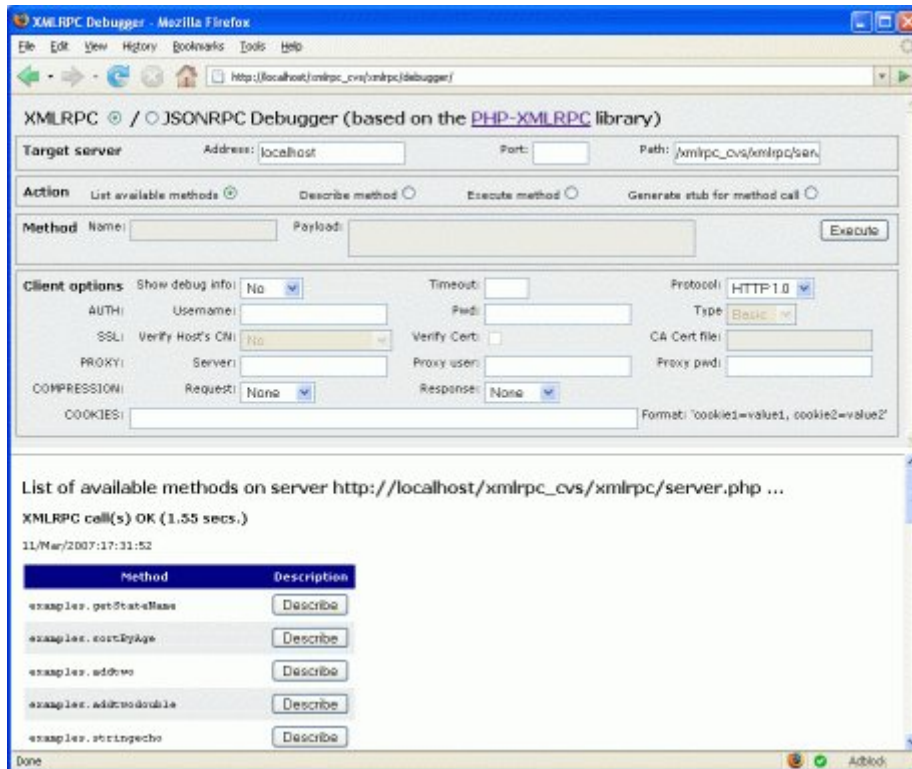 XMLRPC Debugger - Mozilla Firefox
File Edit View History Bookmarks Tools Help
http://localhost/xmlrpc_cvs/xmlrpc/debugger/
XMLRPC / JSONRPC Debugger (based on the PHP-XMLRPC library)
Target server Address: localhost Port: Path: /xmlrpc_cvs/xmlrpc/serv
Action List available methods Describe method Execute method Generate stub for method call
Method Name: Payload: Execute
Client options Show debug info: No Timeout: Protocol: HTTP 1.0
AUTH: Username: Pwd: Type Basic
SSL: Verify Host's CN: No Verify Cert: CA Cert file:
PROXY: Server: Proxy user: Proxy pwd:
COMPRESSION: Request: None Response: None
COOKIES: Format: 'cookie1=value1, cookie2=value2'
List of available methods on server http://localhost/xmlrpc_cvs/xmlrpc/server.php ...
XMLRPC call(s) OK (1.55 secs.)
11/Mar/2007:17:31:52
Method Description
examples.getStateName Describe
examples.sortByAge Describe
examples.addtwo Describe
examples.addtwodouble Describe
examples.stringecho Describe
Done Adblock